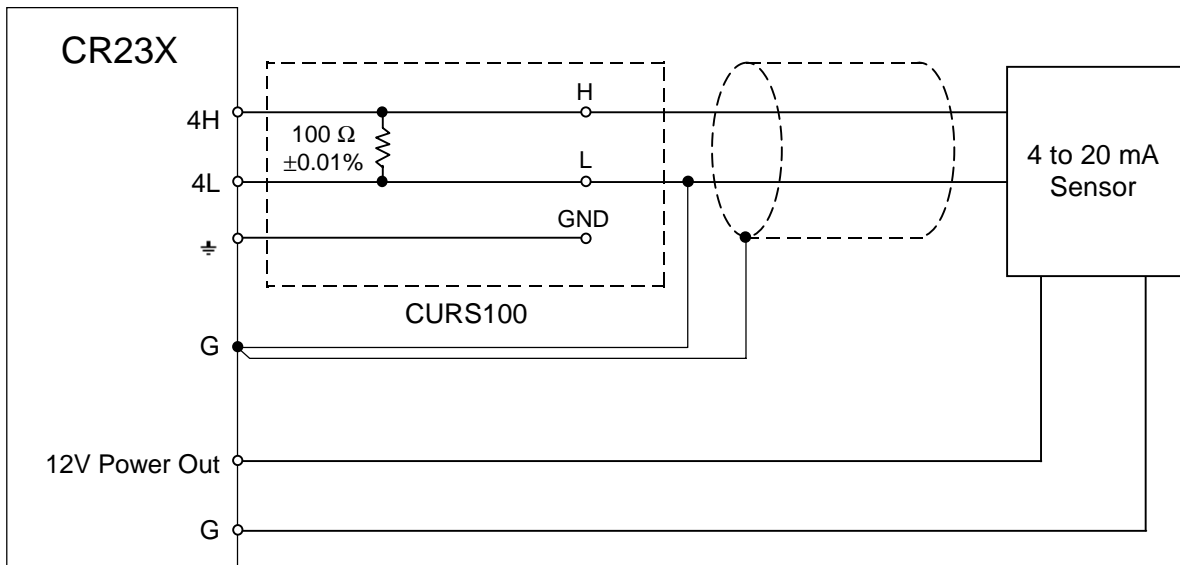 CR23X
4H
100 Ω
±0.01%
H
4L
L
GND
CURS100
4 to 20 mA
Sensor
G
12V Power Out
G